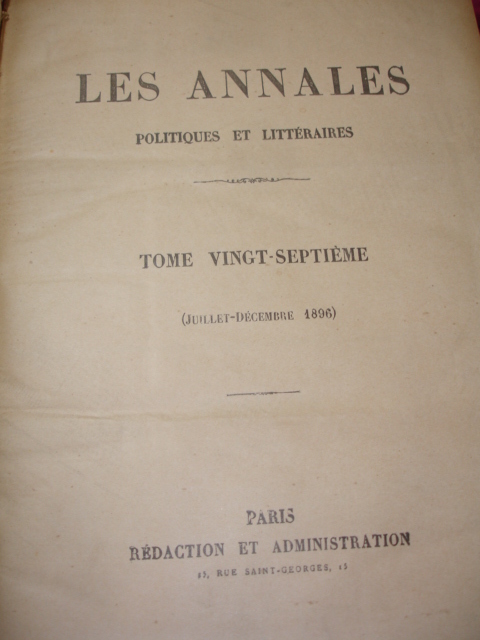 LES ANNALES
POLITIQUES ET LITTÉRAIRES
TOME VINGT-SEPTIÈME
(JUILLET-DÉCEMBRE 1896)
PARIS
RÉDACTION ET ADMINISTRATION
15, RUE SAINT-GEORGES, 15